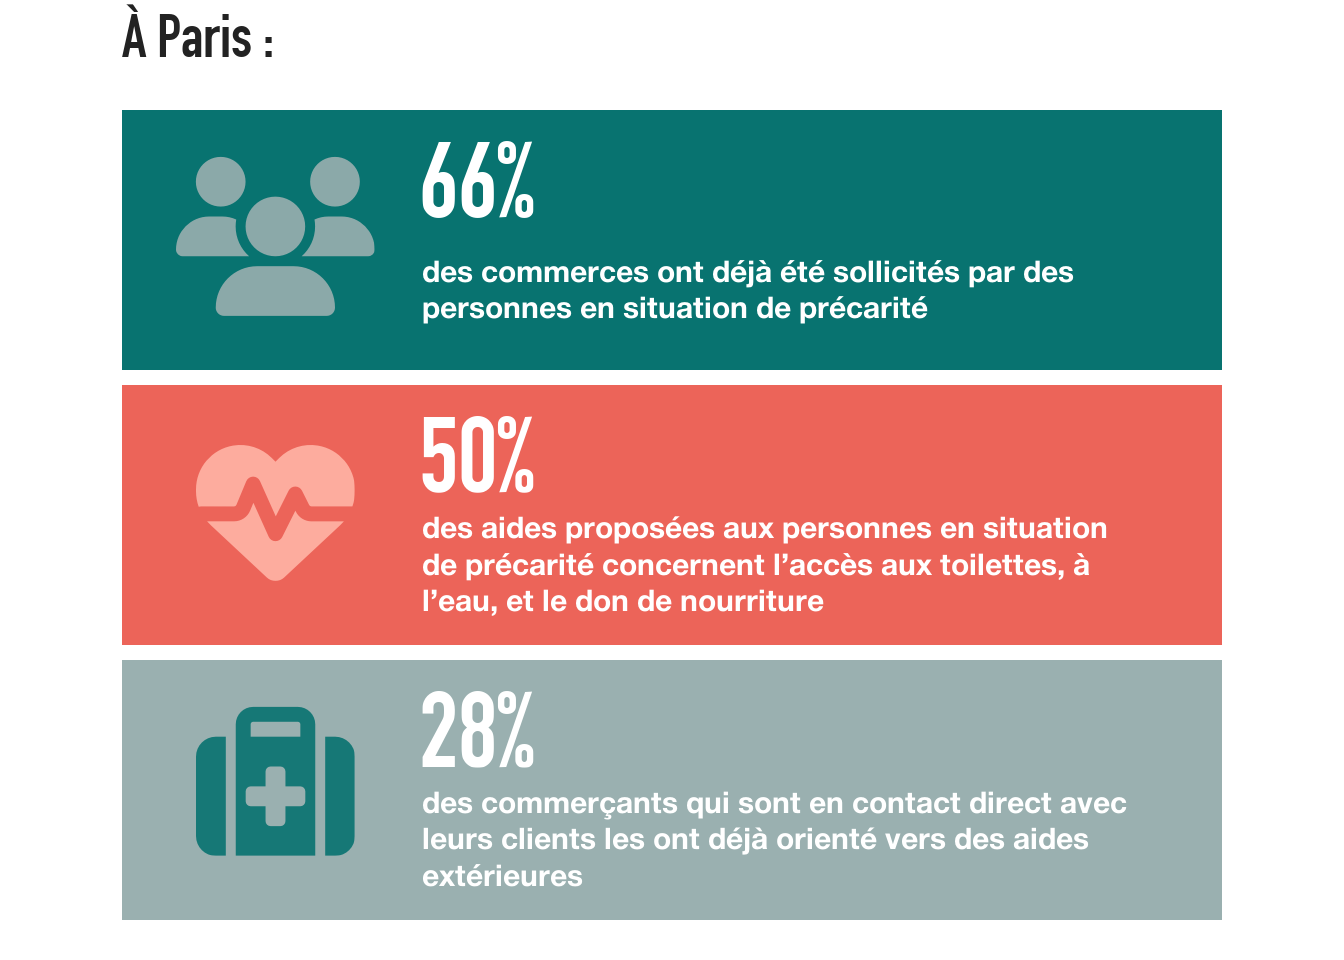 À Paris :
66%
des commerces ont déjà été sollicités par des
personnes en situation de précarité
50%
des aides proposées aux personnes en situation
de précarité concernent l’accès aux toilettes, à
l’eau, et le don de nourriture
28%
des commerçants qui sont en contact direct avec
leurs clients les ont déjà orienté vers des aides
extérieures